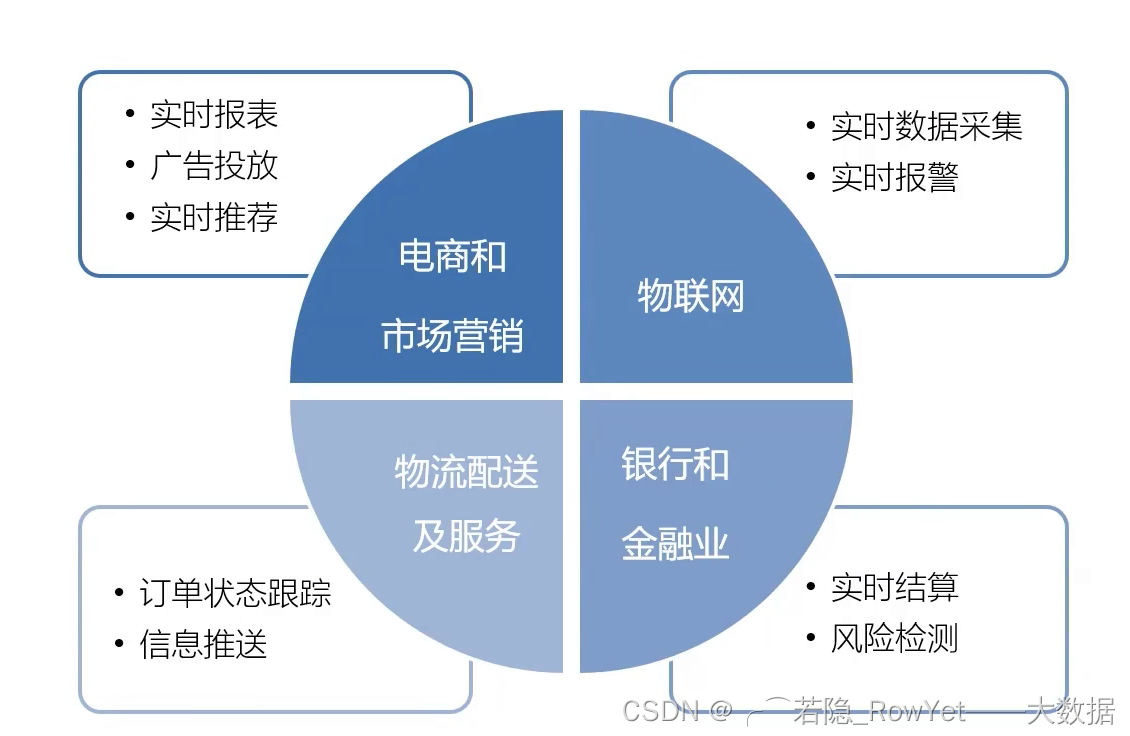 • 实时报表
• 广告投放
• 实时推荐
电商和
市场营销
• 实时数据采集
• 实时报警
物联网
物流配送
及服务
• 订单状态跟踪
• 信息推送
银行和
金融业
• 实时结算
• 风险检测
CSDN @╭⌒若隐_RowYet——大数据